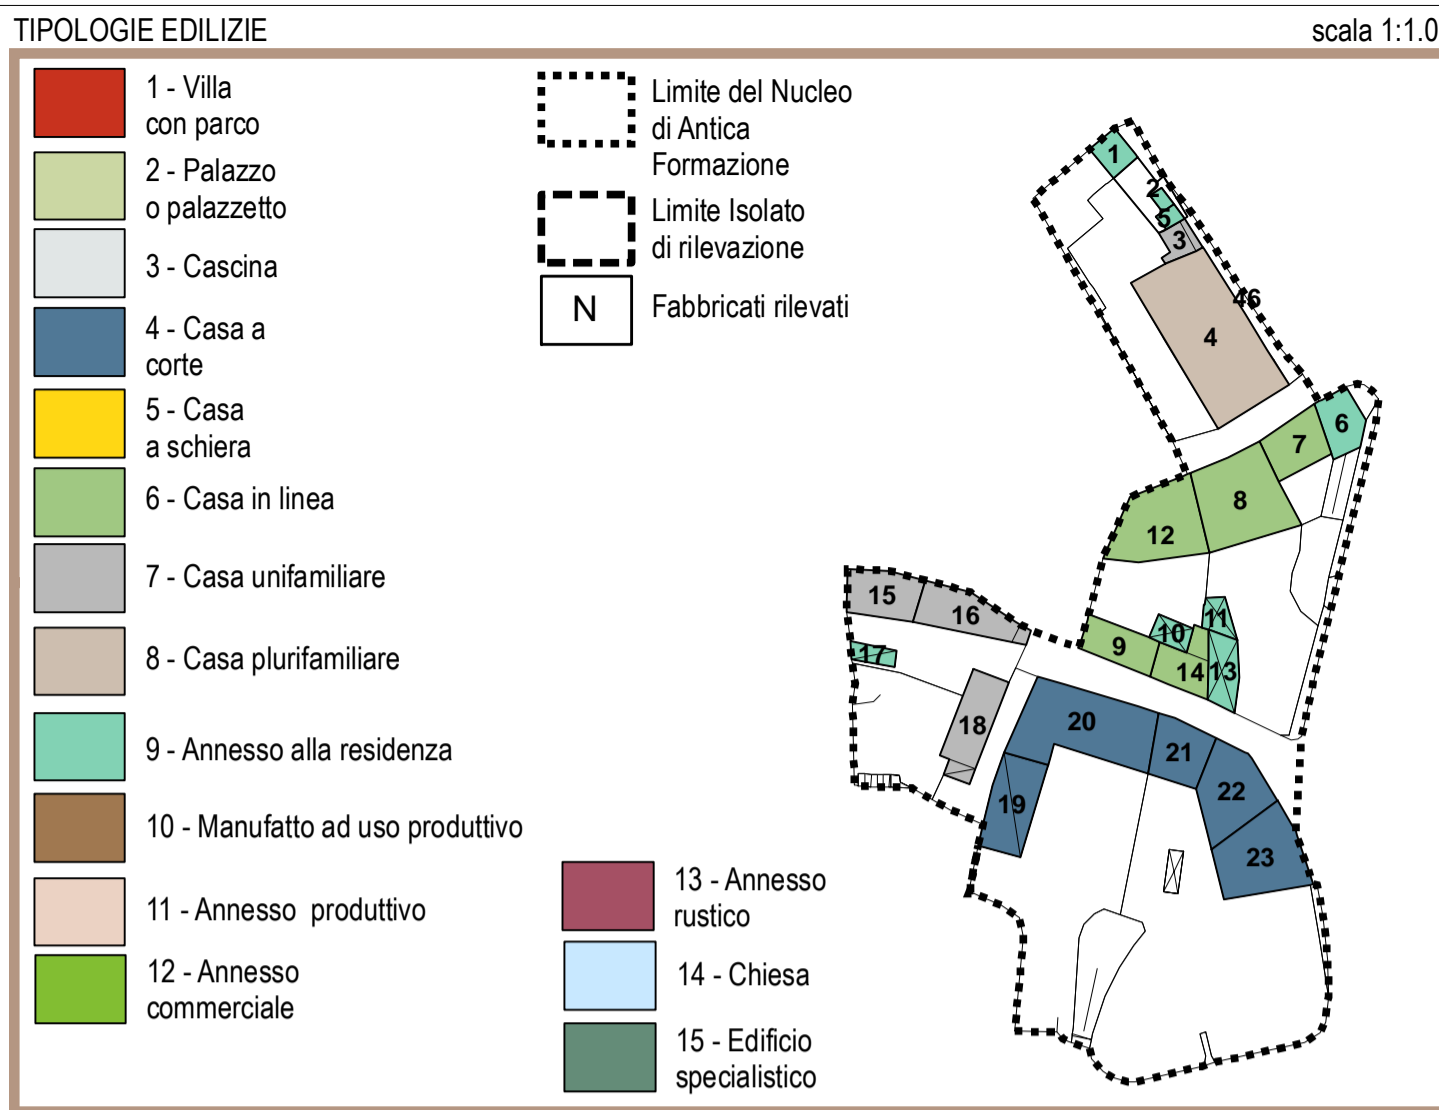 TIPOLOGIE EDILIZIE
scala 1:1.0
1 - Villa
con parco
2 - Palazzo
o palazzetto
3 - Cascina
4 - Casa a
corte
5 - Casa
a schiera
6 - Casa in linea
7 - Casa unifamiliare
8 - Casa plurifamiliare
9 - Annesso alla residenza
10 - Manufatto ad uso produttivo
11 - Annesso produttivo
12 - Annesso
commerciale
Limite del Nucleo
di Antica
Formazione
Limite Isolato
di rilevazione
N
Fabbricati rilevati
13 - Annesso
rustico
14 - Chiesa
15 - Edificio
specialistico
1
2
5
3
46
4
6
7
8
12
15
16
11
10
9
14
13
17
18
20
21
22
19
23